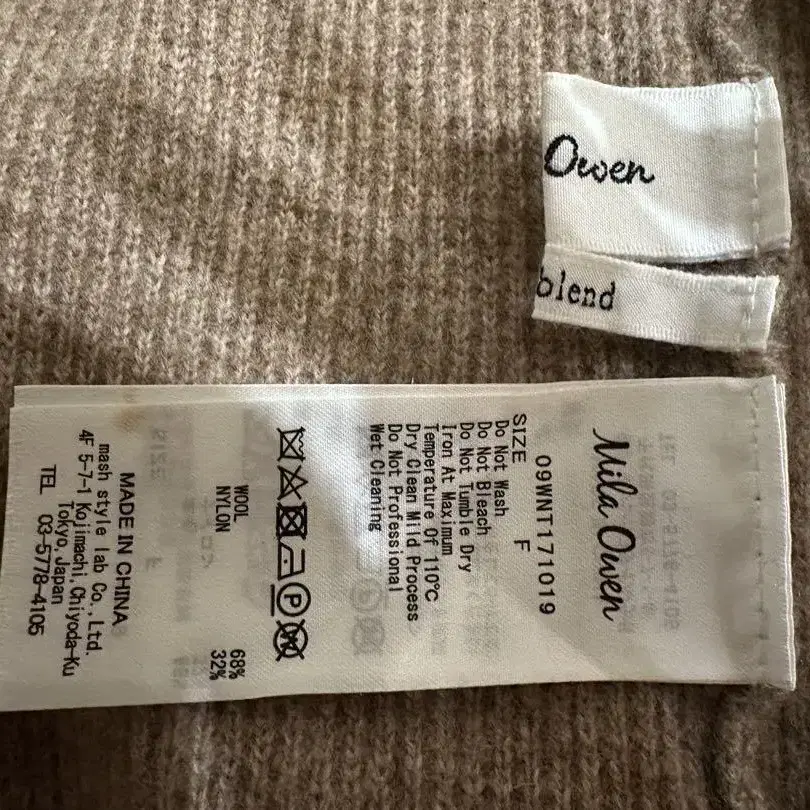 Owen
blend
Mila Owen
09WNT171019
SIZE F
Do Not Wash
Do Not Bleach
Do Not Tumble Dry
Iron At Maximum
Temperature Of 110°C
Dry Clean Mild Process
Do Not Professional
Wet Cleaning
P
W
WOOL 68%
NYLON 32%
MADE IN CHINA
mash style lab Co., Ltd.
4F 5-7-1 Kojimachi, Chiyoda-Ku
Tokyo, Japan
TEL 03-5778-4105